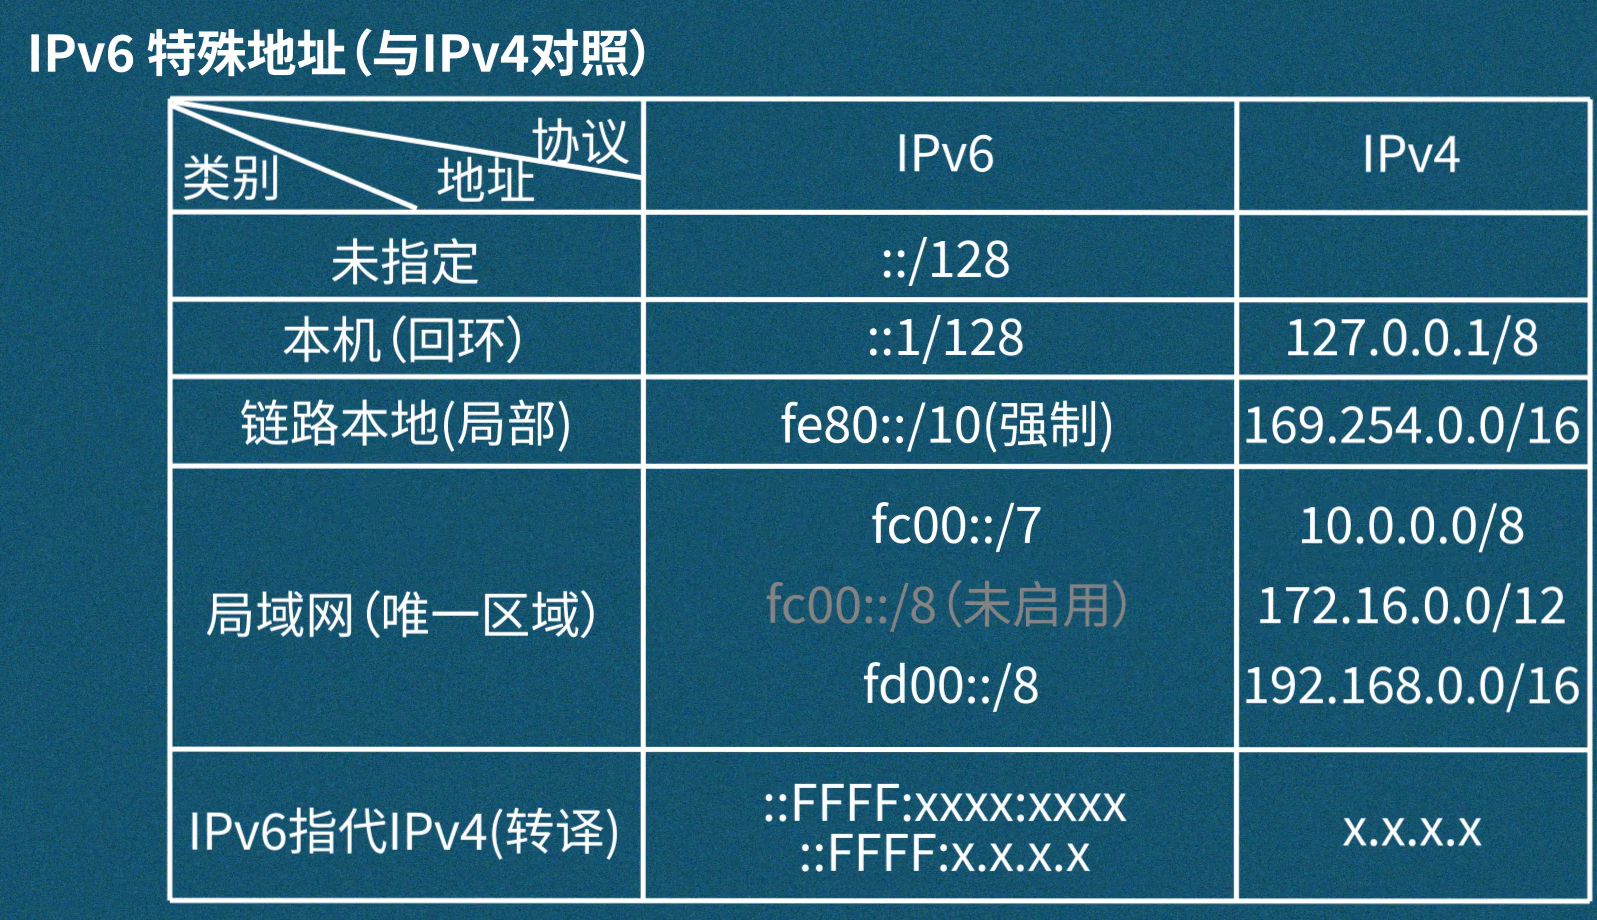 IPv6 特殊地址（与IPv4对照）
协议
类别
地址
IPv6
IPv4
未指定
::/128
本机（回环）
::1/128
127.0.0.1/8
链路本地(局部)
fe80::/10(强制)
169.254.0.0/16
局域网（唯一区域）
fc00::/7
fc00::/8（未启用）
fd00::/8
10.0.0.0/8
172.16.0.0/12
192.168.0.0/16
IPv6指代IPv4(转译)
::FFFF:xxxx:xxxx
::FFFF:x.x.x.x
x.x.x.x